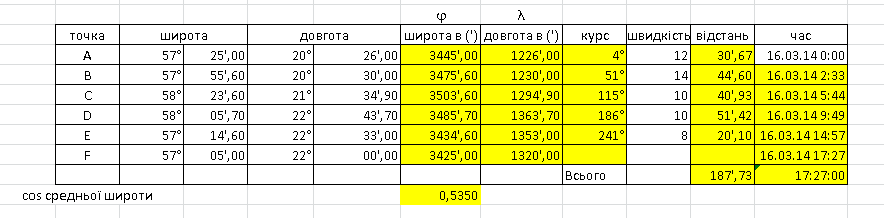 φ λ
точка широта довгота широта в (') довгота в (') курс швидкість відстань час
A 57° 25',00 20° 26',00 3445',00 1226',00 4° 12 30',67 16.03.14 0:00
B 57° 55',60 20° 30',00 3475',60 1230',00 51° 14 44',60 16.03.14 2:33
C 58° 23',60 21° 34',90 3503',60 1294',90 115° 10 40',93 16.03.14 5:44
D 58° 05',70 22° 43',70 3485',70 1363',70 186° 10 51',42 16.03.14 9:49
E 57° 14',60 22° 33',00 3434',60 1353',00 241° 8 20',10 16.03.14 14:57
F 57° 05',00 22° 00',00 3425',00 1320',00 16.03.14 17:27
Всього 187',73 17:27:00
cos средньої широти 0,5350